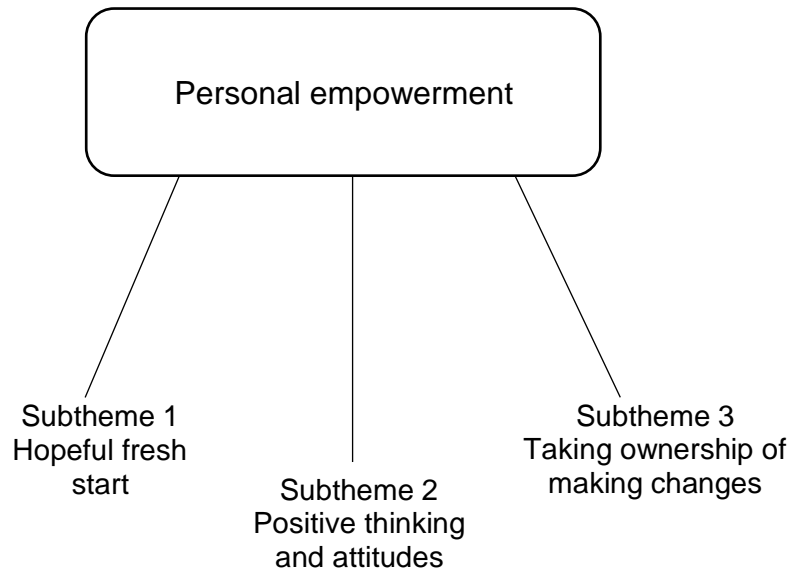 Personal empowerment
Subtheme 1
Hopeful fresh
start
Subtheme 2
Positive thinking
and attitudes
Subtheme 3
Taking ownership of
making changes